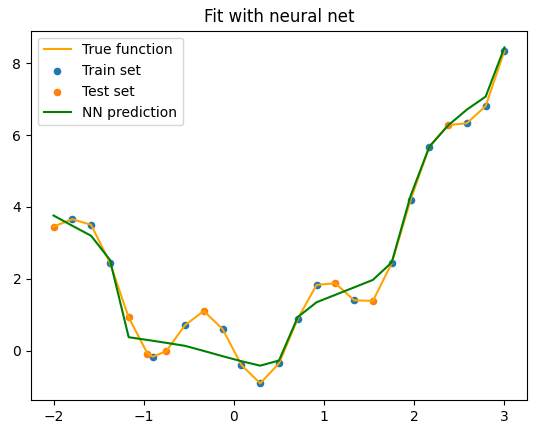 Fit with neural net
True function
Train set
Test set
NN prediction
8
6
4
2
0
−2
−1
0
1
2
3